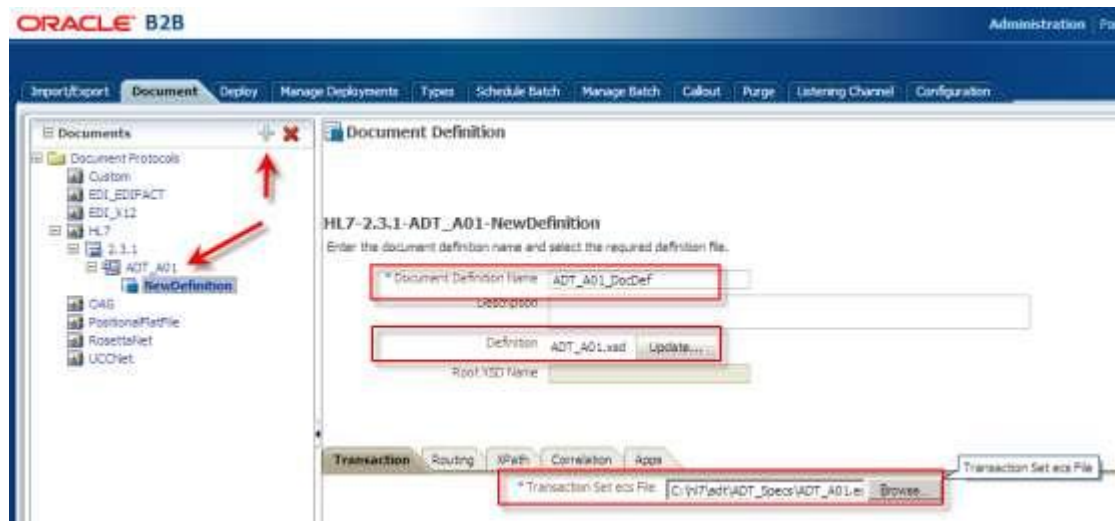 ORACLE B2B
Administration
Import/Export Document Deploy Manage Deployments Types Schedule Batch Manage Batch Callout Purge Listening Channel Configuration
Documents
Document Protocols
Custom
EDI_EDIFACT
EDI_X12
HL7
2.3.1
ADT_A01
NewDefinition
OAG
PositionalFlatFile
RosettaNet
UCCNet
Document Definition
HL7-2.3.1-ADT_A01-NewDefinition
Enter the document definition name and select the required definition file.
* Document Definition Name ADT_A01_DocDef
Description
Definition ADT_A01.xsd Update...
Root XSD Name
Transaction Routing XPath Correlation Apps
Transaction Set ecs File
* Transaction Set ecs File C:\hl7\adt\ADT_Specs\ADT_A01.e Browse...